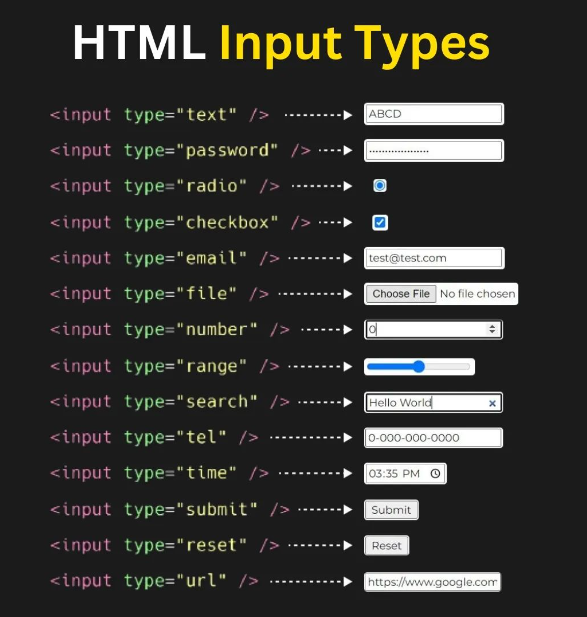 HTML Input Types
<input type="text" /> ABCD
<input type="password" /> ...................
<input type="radio" />
<input type="checkbox" />
<input type="email" /> test@test.com
<input type="file" /> Choose File No file chosen
<input type="number" /> 0
<input type="range" />
<input type="search" /> Hello World ×
<input type="tel" /> 0-000-000-0000
<input type="time" /> 03:35 PM
<input type="submit" /> Submit
<input type="reset" /> Reset
<input type="url" /> https://www.google.com